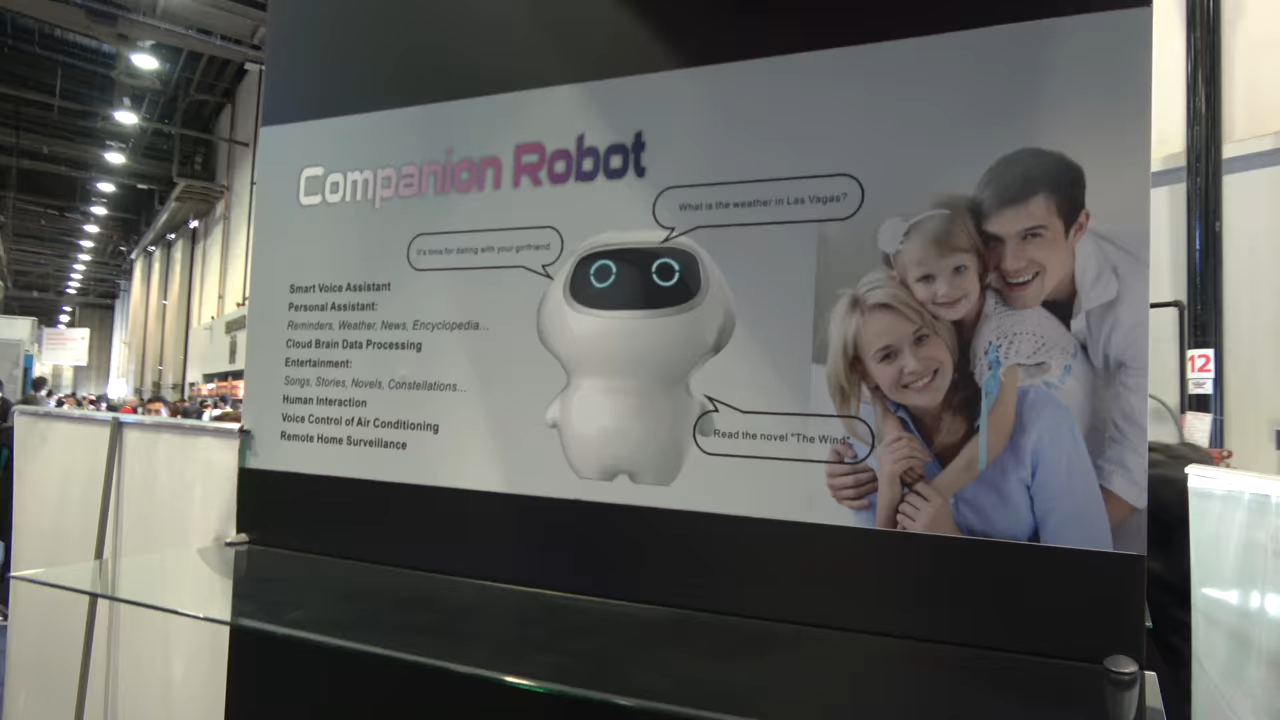 Companion Robot
What is the weather in Las Vagas?
It's time for dating with your girlfriend.
Smart Voice Assistant
Personal Assistant:
Reminders, Weather, News, Encyclopedia...
Cloud Brain Data Processing
Entertainment:
Songs, Stories, Novels, Constellations...
Human Interaction
Voice Control of Air Conditioning
Remote Home Surveillance
Read the novel "The Wind"
12